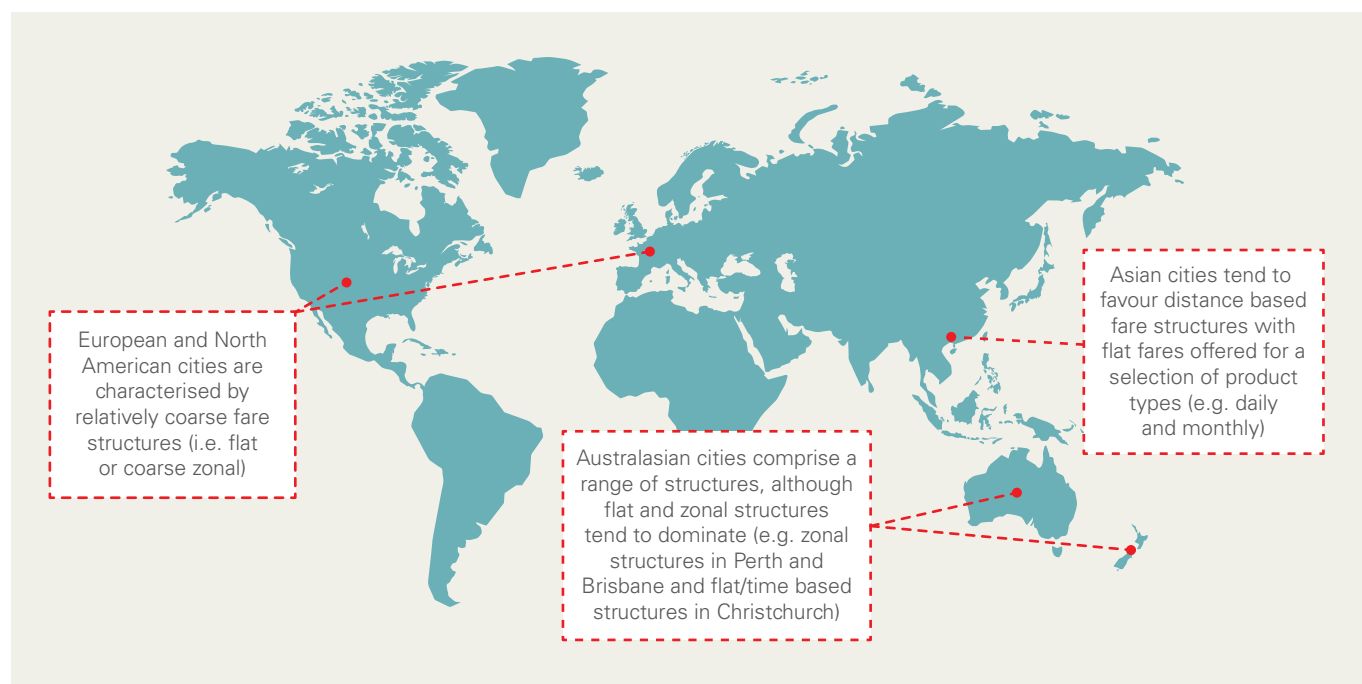 European and North
American cities are
characterised by
relatively coarse fare
structures (i.e. flat
or coarse zonal)
Australasian cities comprise a
range of structures, although
flat and zonal structures
tend to dominate (e.g. zonal
structures in Perth and
Brisbane and flat/time based
structures in Christchurch)
Asian cities tend to
favour distance based
fare structures with
flat fares offered for a
selection of product
types (e.g. daily
and monthly)